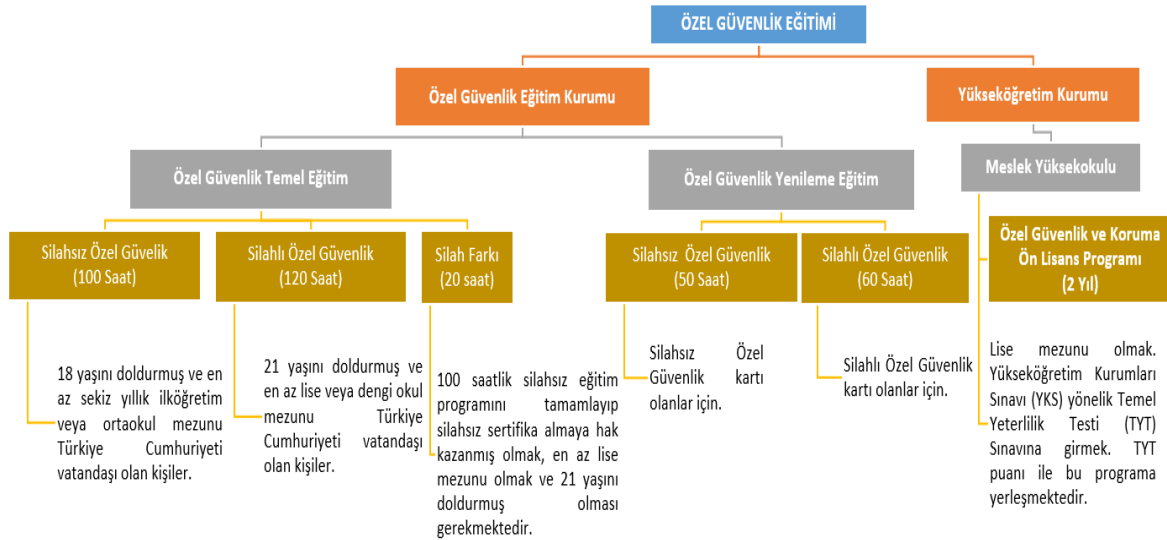 ÖZEL GÜVENLİK EĞİTİMİ
Özel Güvenlik Eğitim Kurumu
Yükseköğretim Kurumu
Özel Güvenlik Temel Eğitim
Özel Güvenlik Yenileme Eğitim
Meslek Yüksekokulu
Silahsız Özel Güvelik
(100 Saat)
Silahlı Özel Güvenlik
(120 Saat)
Silah Farkı
(20 saat)
Silahsız Özel Güvenlik
(50 Saat)
Silahlı Özel Güvenlik
(60 Saat)
Özel Güvenlik ve Koruma
Ön Lisans Programı
(2 Yıl)
18 yaşını doldurmuş ve en
az sekiz yıllık ilköğretim
veya ortaokul mezunu
Türkiye Cumhuriyeti
vatandaşı olan kişiler.
21 yaşını doldurmuş ve
en az lise veya dengi okul
mezunu Türkiye
Cumhuriyeti vatandaşı
olan kişiler.
100 saatlik silahsız eğitim
programını tamamlayıp
silahsız sertifika almaya hak
kazanmış olmak, en az lise
mezunu olmak ve 21 yaşını
doldurmuş olması
gerekmektedir.
Silahsız Özel
Güvenlik kartı
olanlar için.
Silahlı Özel Güvenlik
kartı olanlar için.
Lise mezunu olmak.
Yükseköğretim Kurumları
Sınavı (YKS) yönelik Temel
Yeterlilik Testi (TYT)
Sınavına girmek. TYT
puanı ile bu programa
yerleşmektedir.